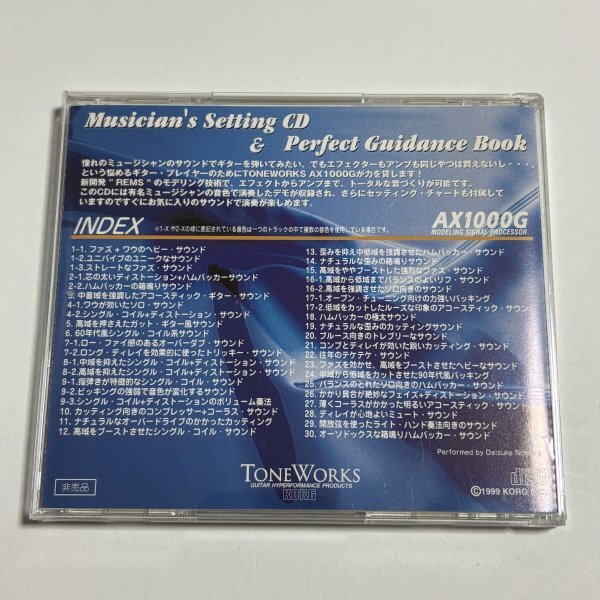 Musician's Setting CD
& Perfect Guidance Book
憧れのミュージシャンのサウンドでギターを弾いてみたい、でもエフェクターもアンプも同じやつは買えないし・・・、
という悩めるギター・プレイヤーのためにTONEWORKS AX1000Gが力を貸します！
新開発 "REMS" のモデリング技術で、エフェクトからアンプまで、トータルな音づくりが可能です。
このCDには有名ミュージシャンの音色で演奏したデモが収録され、さらにセッティング・チャートも付属して
いますのですぐにお気に入りのサウンドで演奏が楽しめます。
INDEX
※1-X や2-Xの様に表記されている音色は一つのトラックの中で複数の音色を使用している場合です。
AX1000G
MODELING SIGNAL PROCESSOR
1-1. ファズ + ワウのヘビー・サウンド
1-2. ユニバイブのユニークなサウンド
1-3. ストレートなファズ・サウンド
2-1. 芯の太いディストーション+ハムバッカーサウンド
2-2. ハムバッカーの箱鳴りサウンド
3. 中音域を強調したアコースティック・ギター・サウンド
4-1. ワウが効いたソロ・サウンド
4-2. シングル・コイル+ディストーション・サウンド
5. 高域を押さえたガット・ギター風サウンド
6. 60年代風シングル・コイル系サウンド
7-1. ロー・ファイ感のあるオーバーダブ・サウンド
7-2. ロング・ディレイを効果的に使ったトリッキー・サウンド
8-1. 中域を抑えたシングル・コイル+ディストーション・サウンド
8-2. 高域を抑えたシングル・コイル+ディストーション・サウンド
9-1. 指弾きが特徴的なシングル・コイル・サウンド
9-2. ピッキングの強弱で音色が変化するサウンド
9-3. シングル・コイル+ディストーションのボリューム奏法
10. カッティング向きのコンプレッサー+コーラス・サウンド
11. ナチュラルなオーバードライブのかかったカッティング
12. 高域をブーストさせたシングル・コイル・サウンド
13. 歪みを抑え中低域を強調させたハムバッカー・サウンド
14. ナチュラルな歪みの箱鳴りサウンド
15. 高域をややブーストした強烈なファズ・サウンド
16-1. 高域から低域までバランスのよいリフ・サウンド
16-2. 高域を強調させたソロ向きのサウンド
17-1. オープン・チューニング向けの力強いバッキング
17-2. 低域をカットしたルーズな印象のアコースティック・サウンド
18. ハムバッカーの極太サウンド
19. ナチュラルな歪みのカッティングサウンド
20. ブルース向きのトレブリーなサウンド
21. コンプとディレイが効いた鋭いカッティング・サウンド
22. 往年のテケテケ・サウンド
23. ファズを効かせ、高域をブーストさせたヘビーなサウンド
24. 中域から低域をカットさせた90年代風バッキング
25. バランスのとれたソロ向きのハムバッカー・サウンド
26. かかり具合が絶妙なフェイズ+ディストーション・サウンド
27. 薄くコーラスがかかった明るいアコースティック・サウンド
28. ディレイが心地よいミュート・サウンド
29. 開放弦を使ったライト・ハンド奏法向きのサウンド
30. オーソドックスな箱鳴りハムバッカー・サウンド
Performed by Daisuke
非売品
TONEWORKS
GUITAR HYPERFORMANCE PRODUCTS
KORG
disc
©1999 KORG